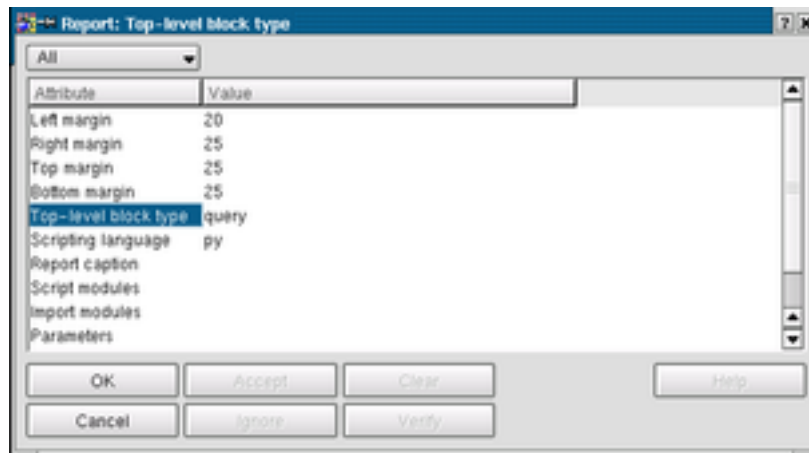 Report: Top-level block type
All
Attribute Value
Left margin 20
Right margin 25
Top margin 25
Bottom margin 25
Top-level block type query
Scripting language py
Report caption
Script modules
Import modules
Parameters
OK Accept Clear Help
Cancel Ignore Verify